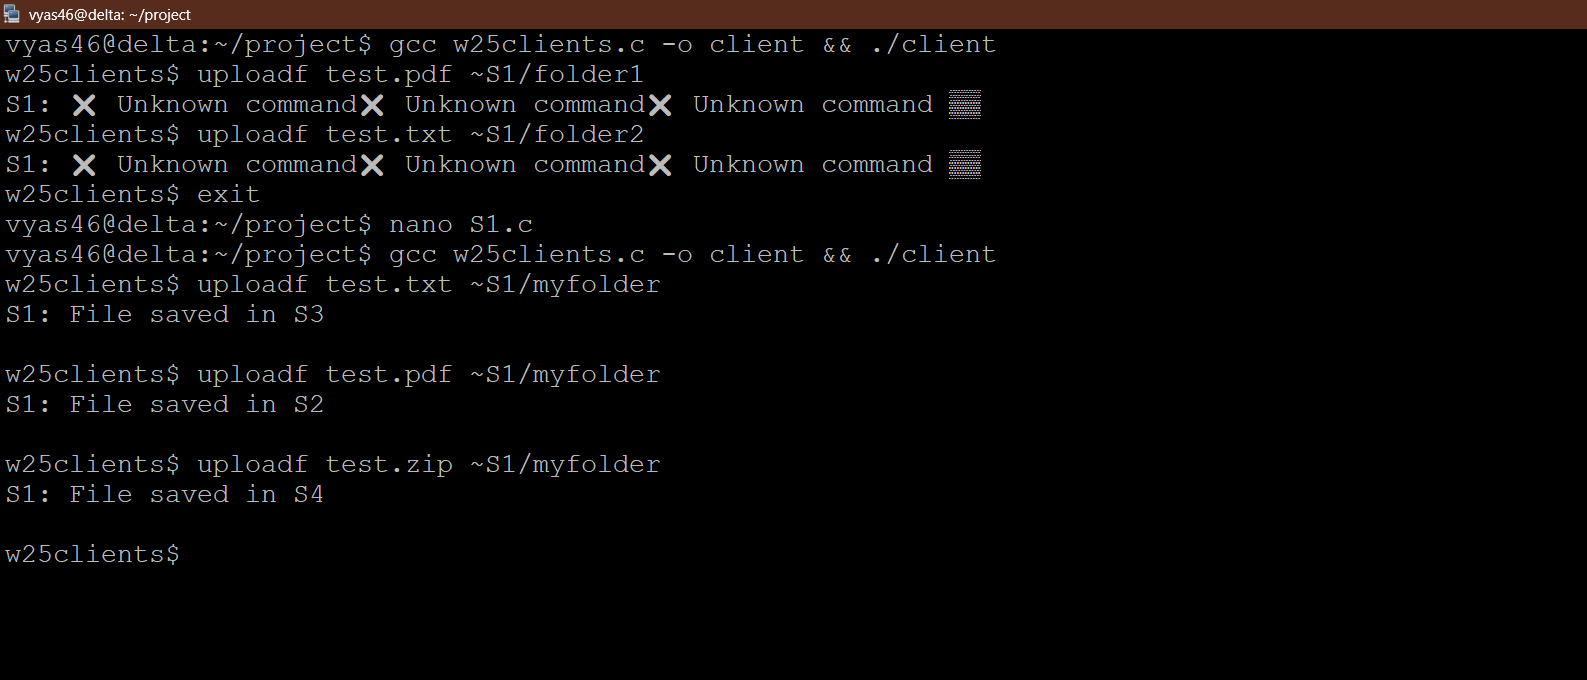 vyas46@delta: ~/project
vyas46@delta:~/project$ gcc w25clients.c -o client && ./client
w25clients$ uploadf test.pdf ~S1/folder1
S1: ❌ Unknown command❌ Unknown command❌ Unknown command ▒▒
w25clients$ uploadf test.txt ~S1/folder2
S1: ❌ Unknown command❌ Unknown command❌ Unknown command ▒▒
w25clients$ exit
vyas46@delta:~/project$ nano S1.c
vyas46@delta:~/project$ gcc w25clients.c -o client && ./client
w25clients$ uploadf test.txt ~S1/myfolder
S1: File saved in S3
w25clients$ uploadf test.pdf ~S1/myfolder
S1: File saved in S2
w25clients$ uploadf test.zip ~S1/myfolder
S1: File saved in S4
w25clients$